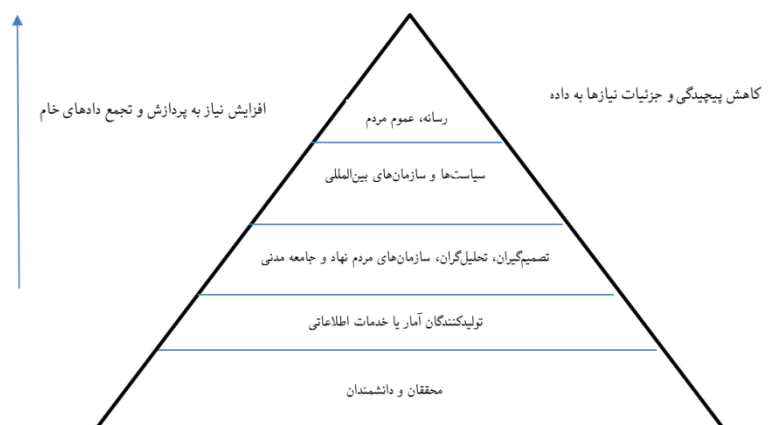 کاهش پیچیدگی و جزئیات نیازها به داده
افزایش نیاز به پردازش و تجمع دادهای خام
رسانه، عموم مردم
سیاست‌ها و سازمان‌های بین‌المللی
تصمیم‌گیران، تحلیل‌گران، سازمان‌های مردم نهاد و جامعه مدنی
تولیدکنندگان آمار یا خدمات اطلاعاتی
محققان و دانشمندان